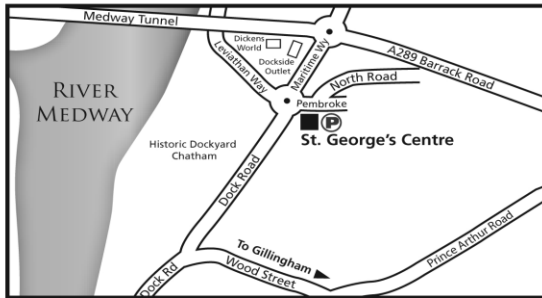 Medway Tunnel
Dickens
World
Dockside
Outlet
Leviathan Way
Maritime Wy
A289 Barrack Road
North Road
Pembroke
RIVER
MEDWAY
P
St. George's Centre
Historic Dockyard
Chatham
Dock Road
To Gillingham
Wood Street
Dock Rd
Prince Arthur Road